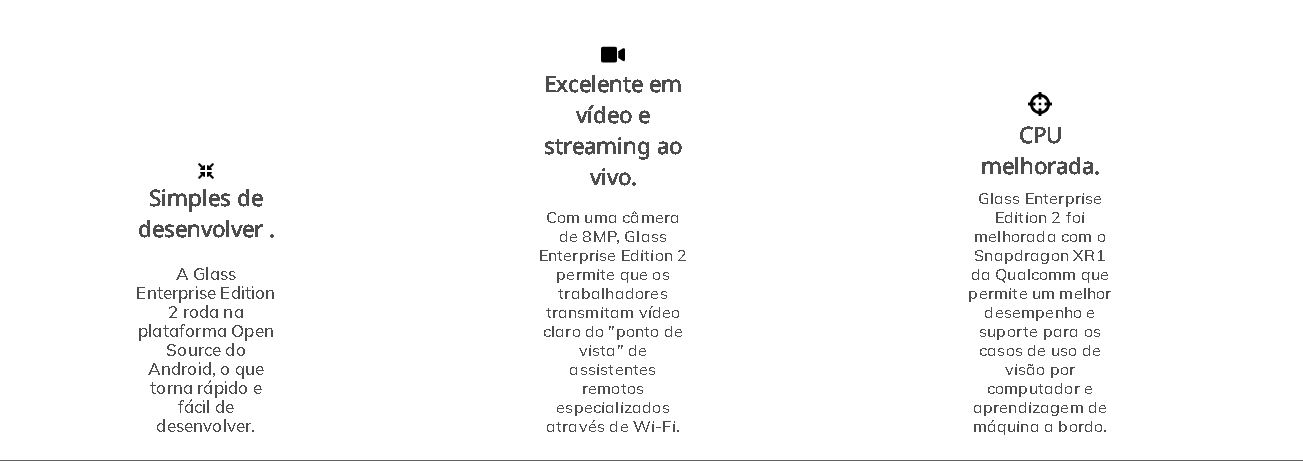 Simples de
desenvolver .
A Glass
Enterprise Edition
2 roda na
plataforma Open
Source do
Android, o que
torna rápido e
fácil de
desenvolver.
Excelente em
vídeo e
streaming ao
vivo.
Com uma câmera
de 8MP, Glass
Enterprise Edition 2
permite que os
trabalhadores
transmitam vídeo
claro do "ponto de
vista" de
assistentes
remotos
especializados
através de Wi-Fi.
CPU
melhorada.
Glass Enterprise
Edition 2 foi
melhorada com o
Snapdragon XR1
da Qualcomm que
permite um melhor
desempenho e
suporte para os
casos de uso de
visão por
computador e
aprendizagem de
máquina a bordo.